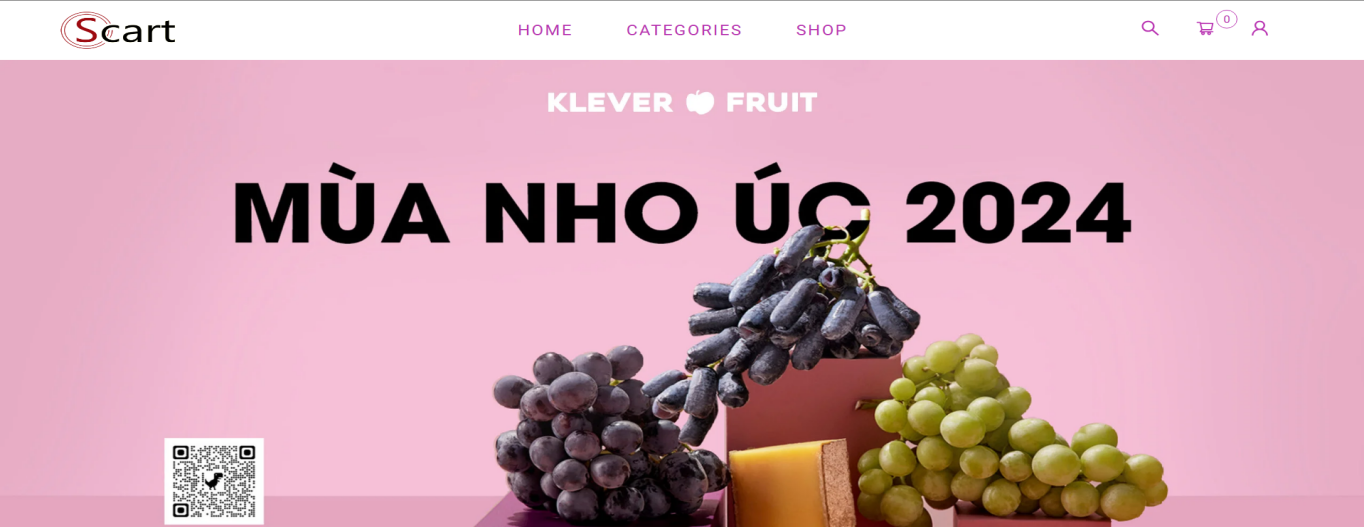 Scart
HOME CATEGORIES SHOP
0
KLEVER FRUIT
MÙA NHO ÚC 2024